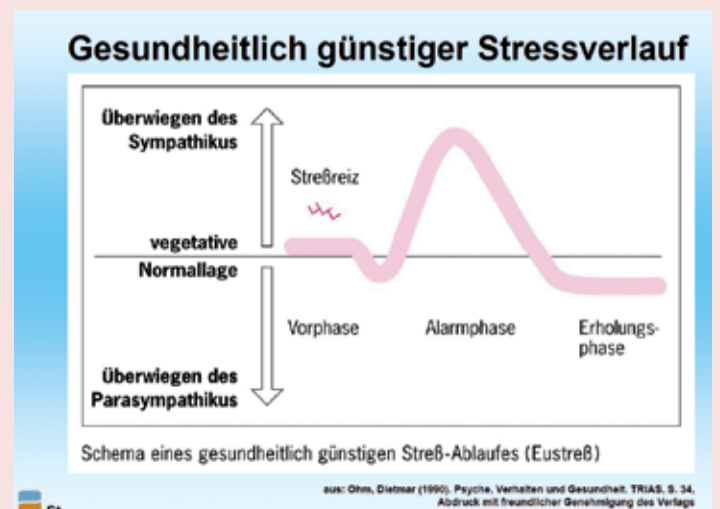 Gesundheitlich günstiger Stressverlauf
Überwiegen des
Sympathikus
Streßreiz
vegetative
Normallage
Vorphase
Alarmphase
Erholungs-
phase
Überwiegen des
Parasympathikus
Schema eines gesundheitlich günstigen Streß-Ablaufes (Eustreß)
aus: Ohm, Dietmar (1990). Psyche, Verhalten und Gesundheit. TRIAS, S. 34,
Abdruck mit freundlicher Genehmigung des Verlags
St